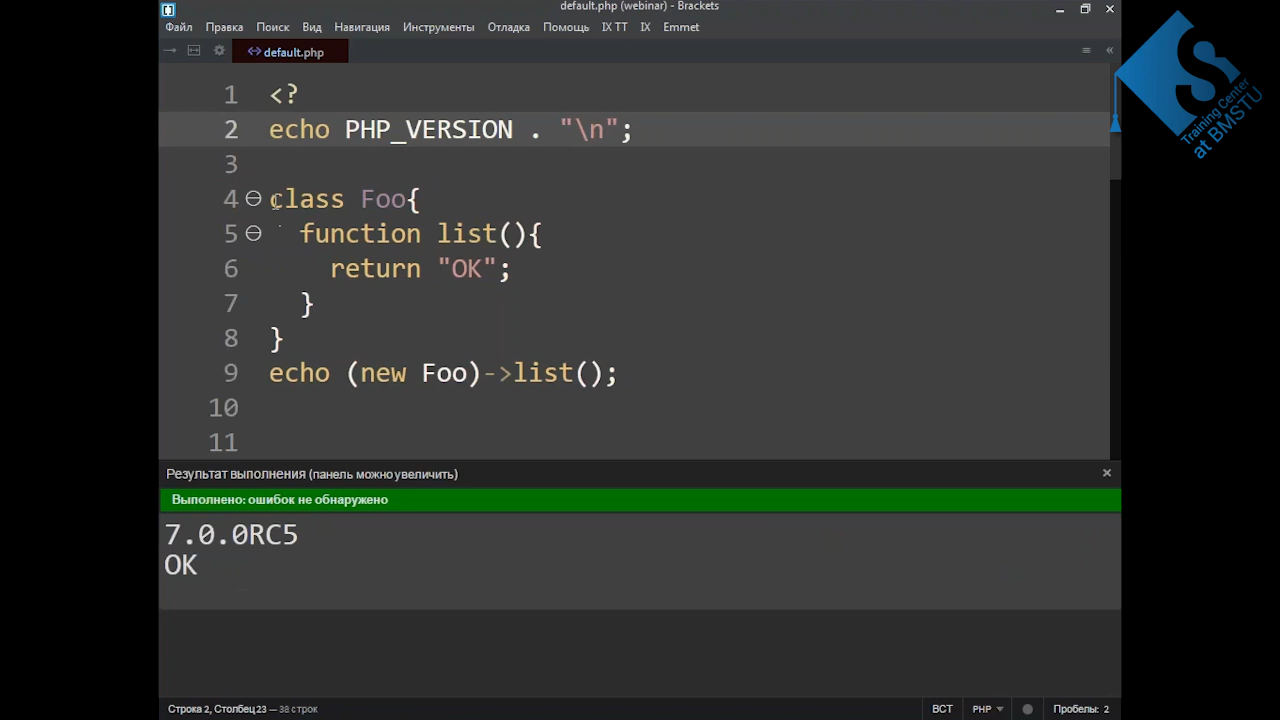 default.php (webinar) - Brackets
Файл Правка Поиск Вид Навигация Инструменты Отладка Помощь IX TT IX Emmet
<> default.php
1 <?
2 echo PHP_VERSION . "\n";
3
4 class Foo{
5 function list(){
6 return "OK";
7 }
8 }
9 echo (new Foo)->list();
10
11
Результат выполнения (панель можно увеличить)
Выполнено: ошибок не обнаружено
7.0.0RC5
OK
Строка 2, Столбец 23 — 38 строк ВСТ PHP Пробелы: 2
S
Training Center
at BMSTU